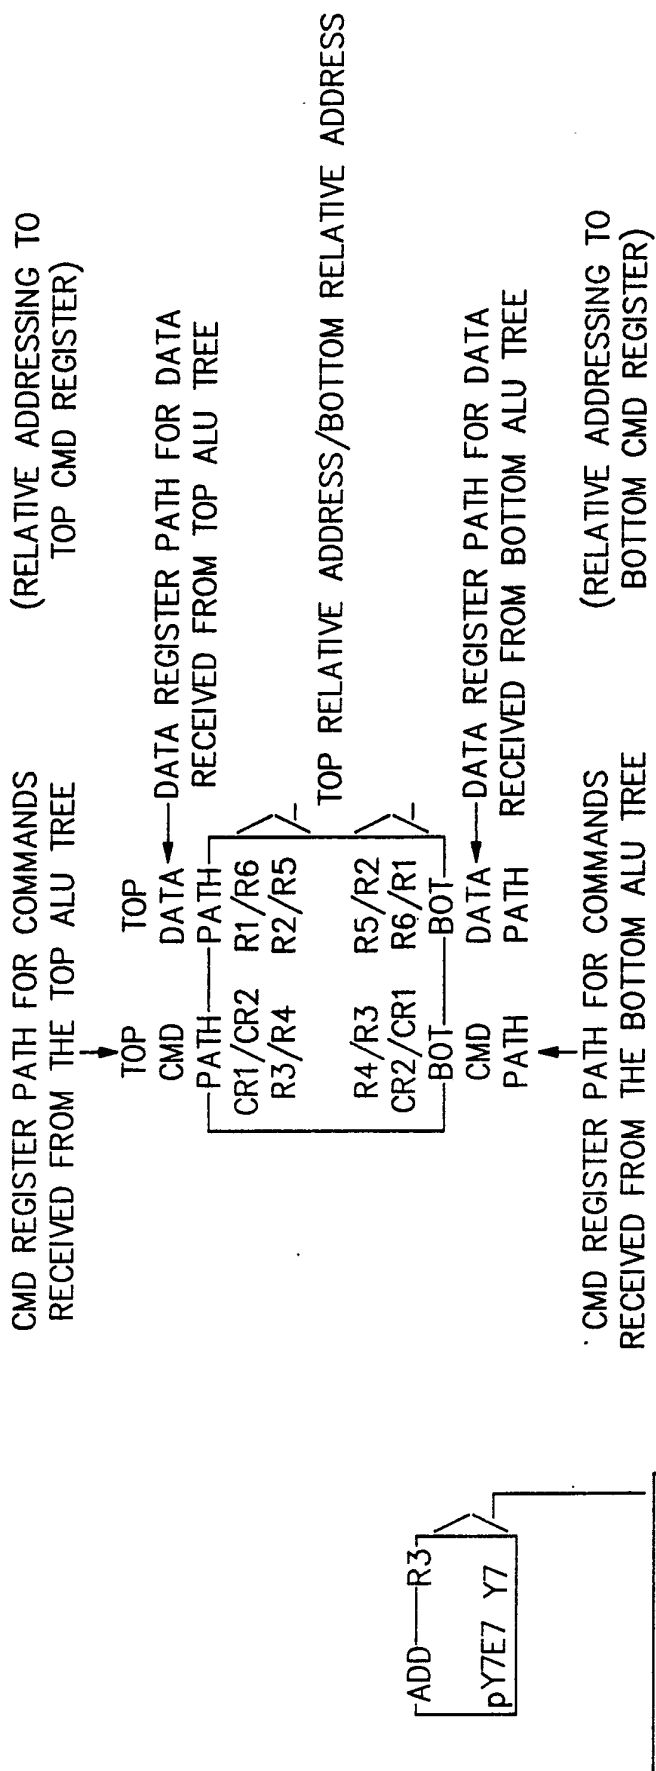 CMD REGISTER PATH FOR COMMANDS
RECEIVED FROM THE TOP ALU TREE
(RELATIVE ADDRESSING TO
TOP CMD REGISTER)
TOP TOP
CMD DATA
PATH PATH
DATA REGISTER PATH FOR DATA
RECEIVED FROM TOP ALU TREE
CR1/CR2 R1/R6
R3/R4 R2/R5
TOP RELATIVE ADDRESS/BOTTOM RELATIVE ADDRESS
R4/R3 R5/R2
CR2/CR1 R6/R1
BOT BOT
CMD DATA
PATH PATH
DATA REGISTER PATH FOR DATA
RECEIVED FROM BOTTOM ALU TREE
CMD REGISTER PATH FOR COMMANDS
RECEIVED FROM THE BOTTOM ALU TREE
(RELATIVE ADDRESSING TO
BOTTOM CMD REGISTER)
ADD R3
pY7E7 Y7